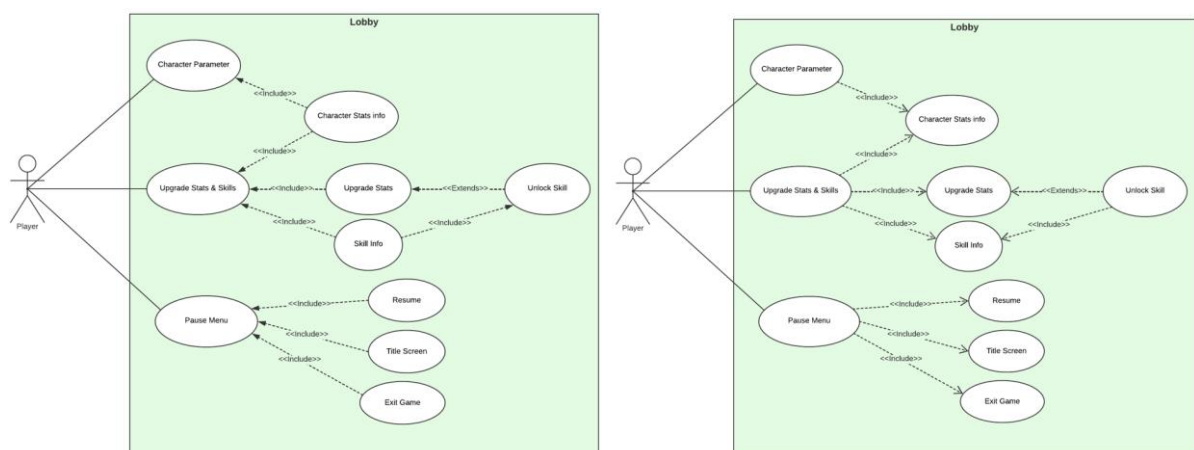 Lobby
Character Parameter
<<Include>>
Character Stats info
<<Include>>
Upgrade Stats & Skills
<<Include>>
Upgrade Stats
<<Extends>>
Unlock Skill
<<Include>>
<<Include>>
Skill Info
Player
<<Include>>
Resume
Pause Menu
<<Include>>
Title Screen
<<Include>>
Exit Game
Lobby
Character Parameter
<<Include>>
Character Stats info
<<Include>>
Upgrade Stats & Skills
<<Include>>
Upgrade Stats
<<Extends>>
Unlock Skill
<<Include>>
<<Include>>
Skill Info
Player
<<Include>>
Resume
Pause Menu
<<Include>>
Title Screen
<<Include>>
Exit Game